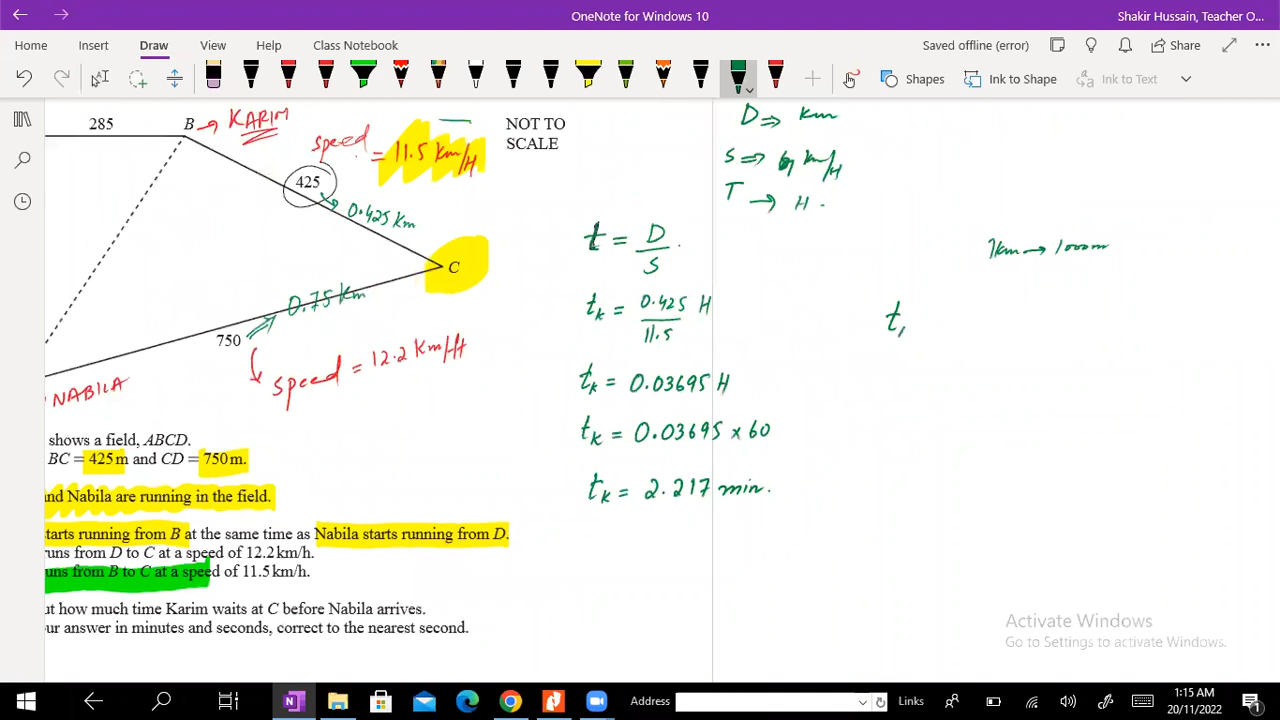 OneNote for Windows 10
Shakir Hussain, Teacher O...
Home Insert Draw View Help Class Notebook
Saved offline (error) Share
Shapes Ink to Shape Ink to Text
285
B → KARIM
speed = 11.5 Km/H
NOT TO
SCALE
425
0.425 Km
C
0.75 Km
750
speed = 12.2 Km/H
NABILA
shows a field, ABCD.
BC = 425 m and CD = 750 m.
and Nabila are running in the field.
starts running from B at the same time as Nabila starts running from D.
runs from D to C at a speed of 12.2 km/h.
runs from B to C at a speed of 11.5 km/h.
ut how much time Karim waits at C before Nabila arrives.
our answer in minutes and seconds, correct to the nearest second.
t = D/S
tK = 0.425/11.5 H
tK = 0.03695 H
tK = 0.03695 × 60
tK = 2.217 min.
D ⇒ Km
S ⇒ Km/H
T → H.
1km → 1000m
t
Activate Windows
Go to Settings to activate Windows.
Address
Links
1:15 AM
20/11/2022